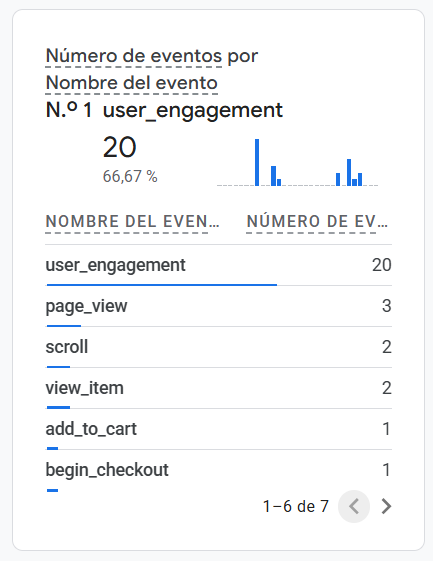 Número de eventos por
Nombre del evento
N.º 1 user_engagement
20
66,67 %
NOMBRE DEL EVEN... NÚMERO DE EV...
user_engagement 20
page_view 3
scroll 2
view_item 2
add_to_cart 1
begin_checkout 1
1–6 de 7